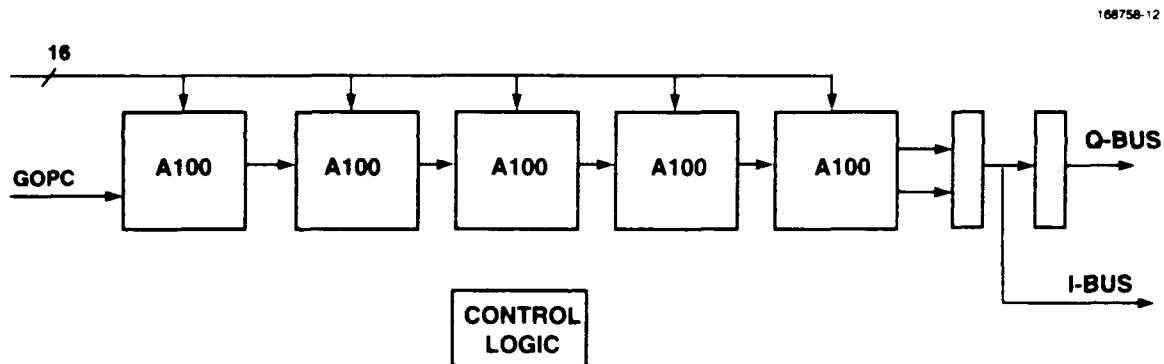 168758-12
16
A100 A100 A100 A100 A100
GOPC
Q-BUS
I-BUS
CONTROL
LOGIC